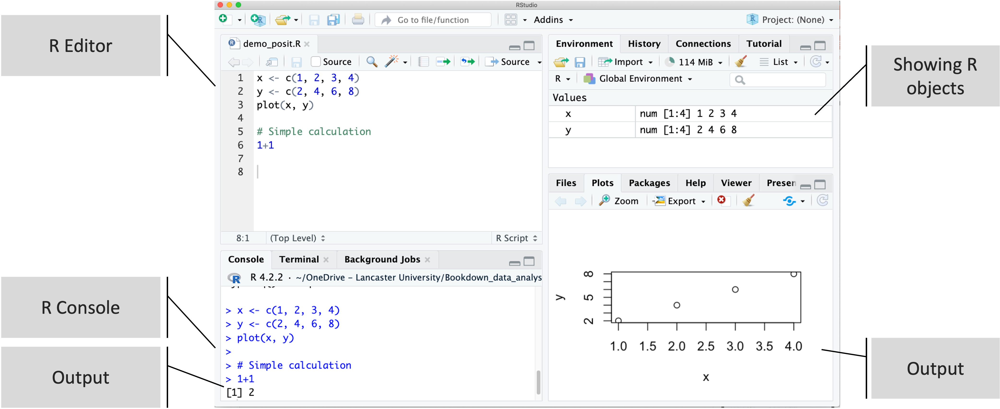 RStudio
Go to file/function
Addins
Project: (None)
R Editor
demo_posit.R
Source
Source
1 x <- c(1, 2, 3, 4)
2 y <- c(2, 4, 6, 8)
3 plot(x, y)
4
5 # Simple calculation
6 1+1
7
8
8:1 (Top Level) R Script
Environment History Connections Tutorial
Import 114 MiB List
R Global Environment
Values
x num [1:4] 1 2 3 4
y num [1:4] 2 4 6 8
Showing R
objects
Console Terminal Background Jobs
R 4.2.2 · ~/OneDrive – Lancaster University/Bookdown_data_analys
> x <- c(1, 2, 3, 4)
> y <- c(2, 4, 6, 8)
> plot(x, y)
>
> # Simple calculation
> 1+1
[1] 2
R Console
Output
Files Plots Packages Help Viewer Presen
Zoom Export
8
5
2
y
1.0 1.5 2.0 2.5 3.0 3.5 4.0
x
Output